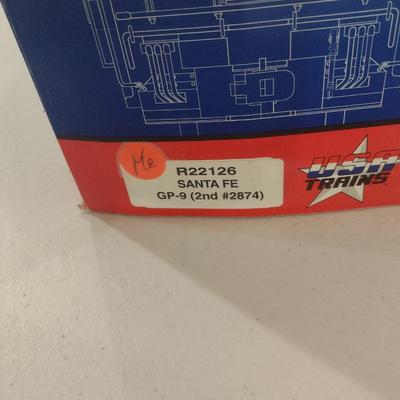 Me
R22126
SANTA FE
GP-9 (2nd #2874)
USA
TRAINS